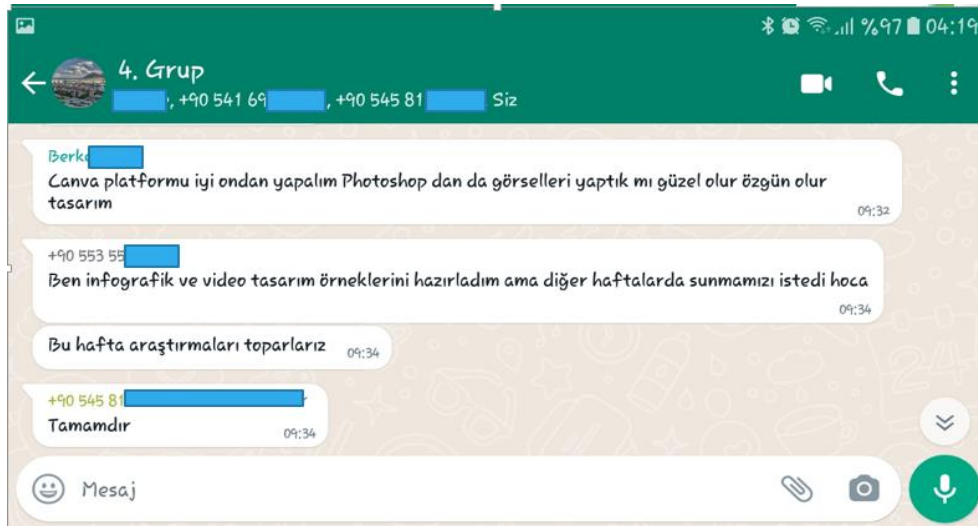 %97 04:19
4. Grup
, +90 541 69 , +90 545 81 Siz
Berk
Canva platformu iyi ondan yapalım Photoshop dan da görselleri yaptık mı güzel olur özgün olur
tasarım
09:32
+90 553 55
Ben infografik ve video tasarım örneklerini hazırladım ama diğer haftalarda sunmamızı istedi hoca
09:34
Bu hafta araştırmaları toparlarız 09:34
+90 545 81
Tamamdır 09:34
Mesaj